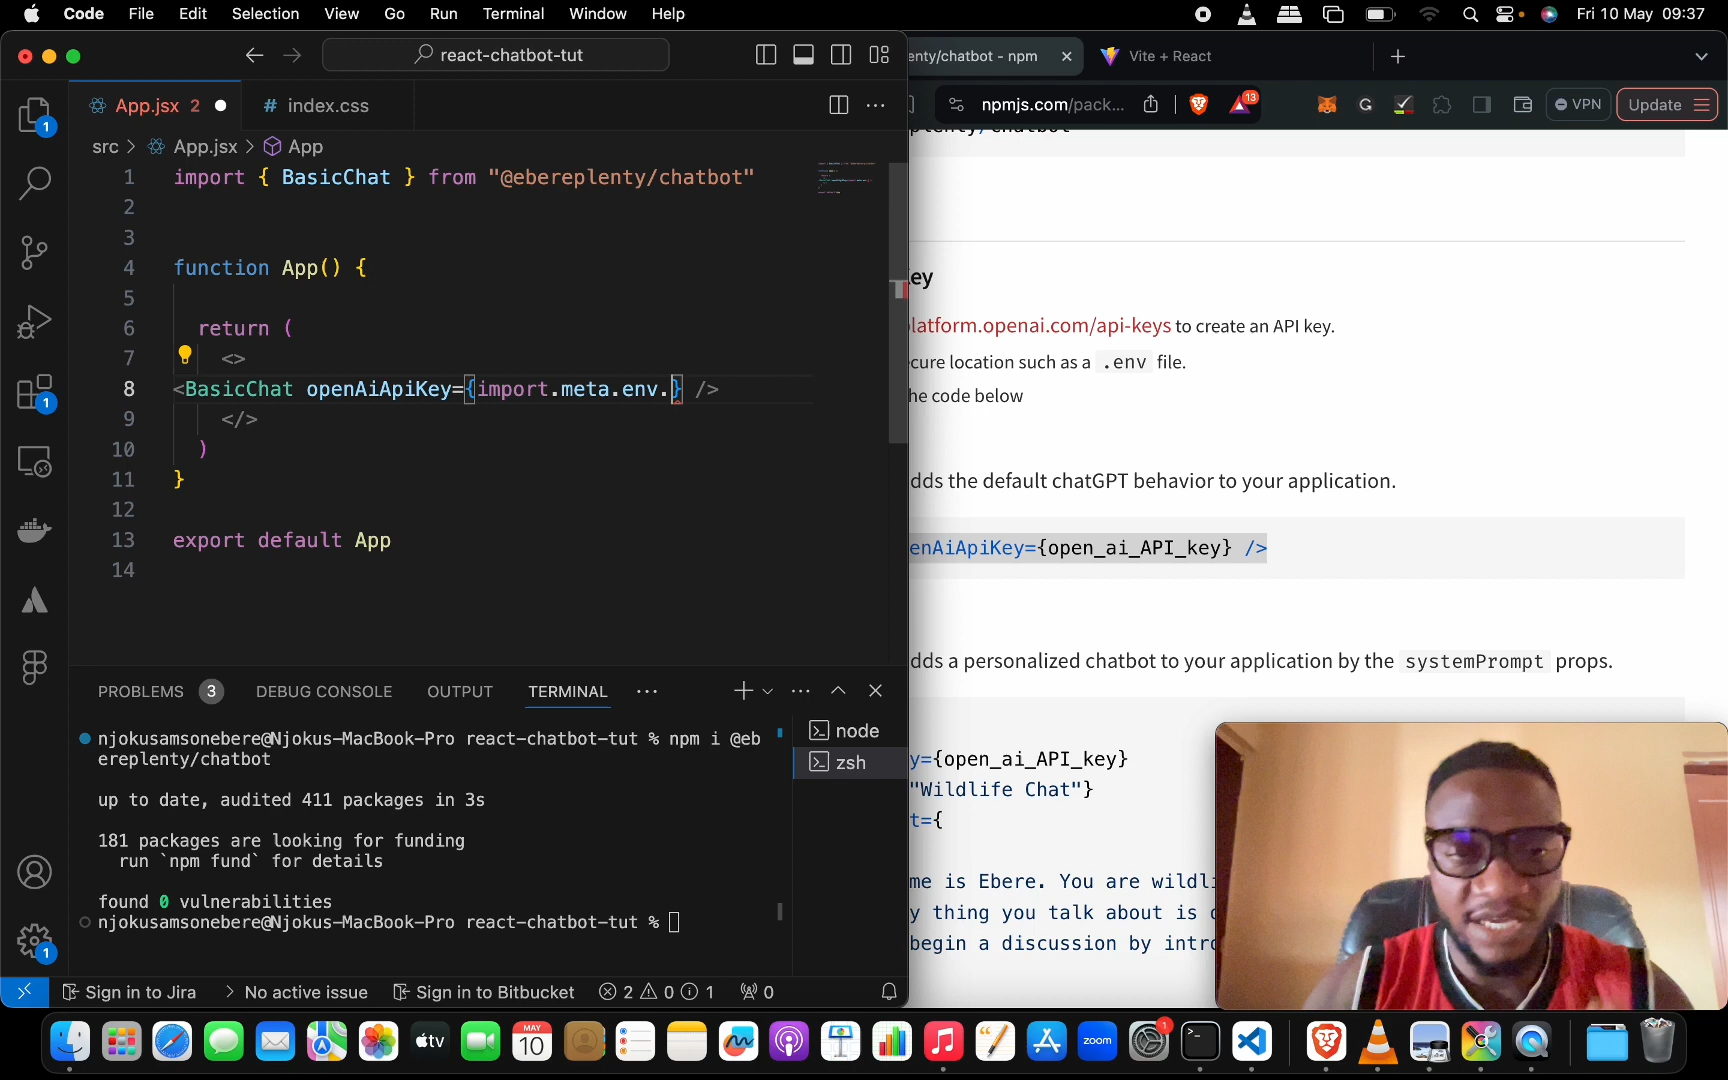 Code File Edit Selection View Go Run Terminal Window Help Fri 10 May 09:37
react-chatbot-tut
App.jsx 2 # index.css
src > App.jsx > App
1 import { BasicChat } from "@ebereplenty/chatbot"
2
3
4 function App() {
5
6 return (
7 <>
8 <BasicChat openAiApiKey={import.meta.env.} />
9 </>
10 )
11 }
12
13 export default App
14
PROBLEMS 3 DEBUG CONSOLE OUTPUT TERMINAL
njokusamsonebere@Njokus-MacBook-Pro react-chatbot-tut % npm i @eb
ereplenty/chatbot
up to date, audited 411 packages in 3s
181 packages are looking for funding
run `npm fund` for details
found 0 vulnerabilities
njokusamsonebere@Njokus-MacBook-Pro react-chatbot-tut %
node
zsh
Sign in to Jira > No active issue Sign in to Bitbucket 2 0 1 0
1
1
1
enty/chatbot - npm Vite + React
npmjs.com/pack... 13 VPN Update
plenty/chatbot
ey
latform.openai.com/api-keys to create an API key.
cure location such as a .env file.
he code below
dds the default chatGPT behavior to your application.
enAiApiKey={open_ai_API_key} />
dds a personalized chatbot to your application by the systemPrompt props.
y={open_ai_API_key}
"Wildlife Chat"}
t={
me is Ebere. You are wildl
y thing you talk about is
begin a discussion by intro
tv MAY 10 zoom 1